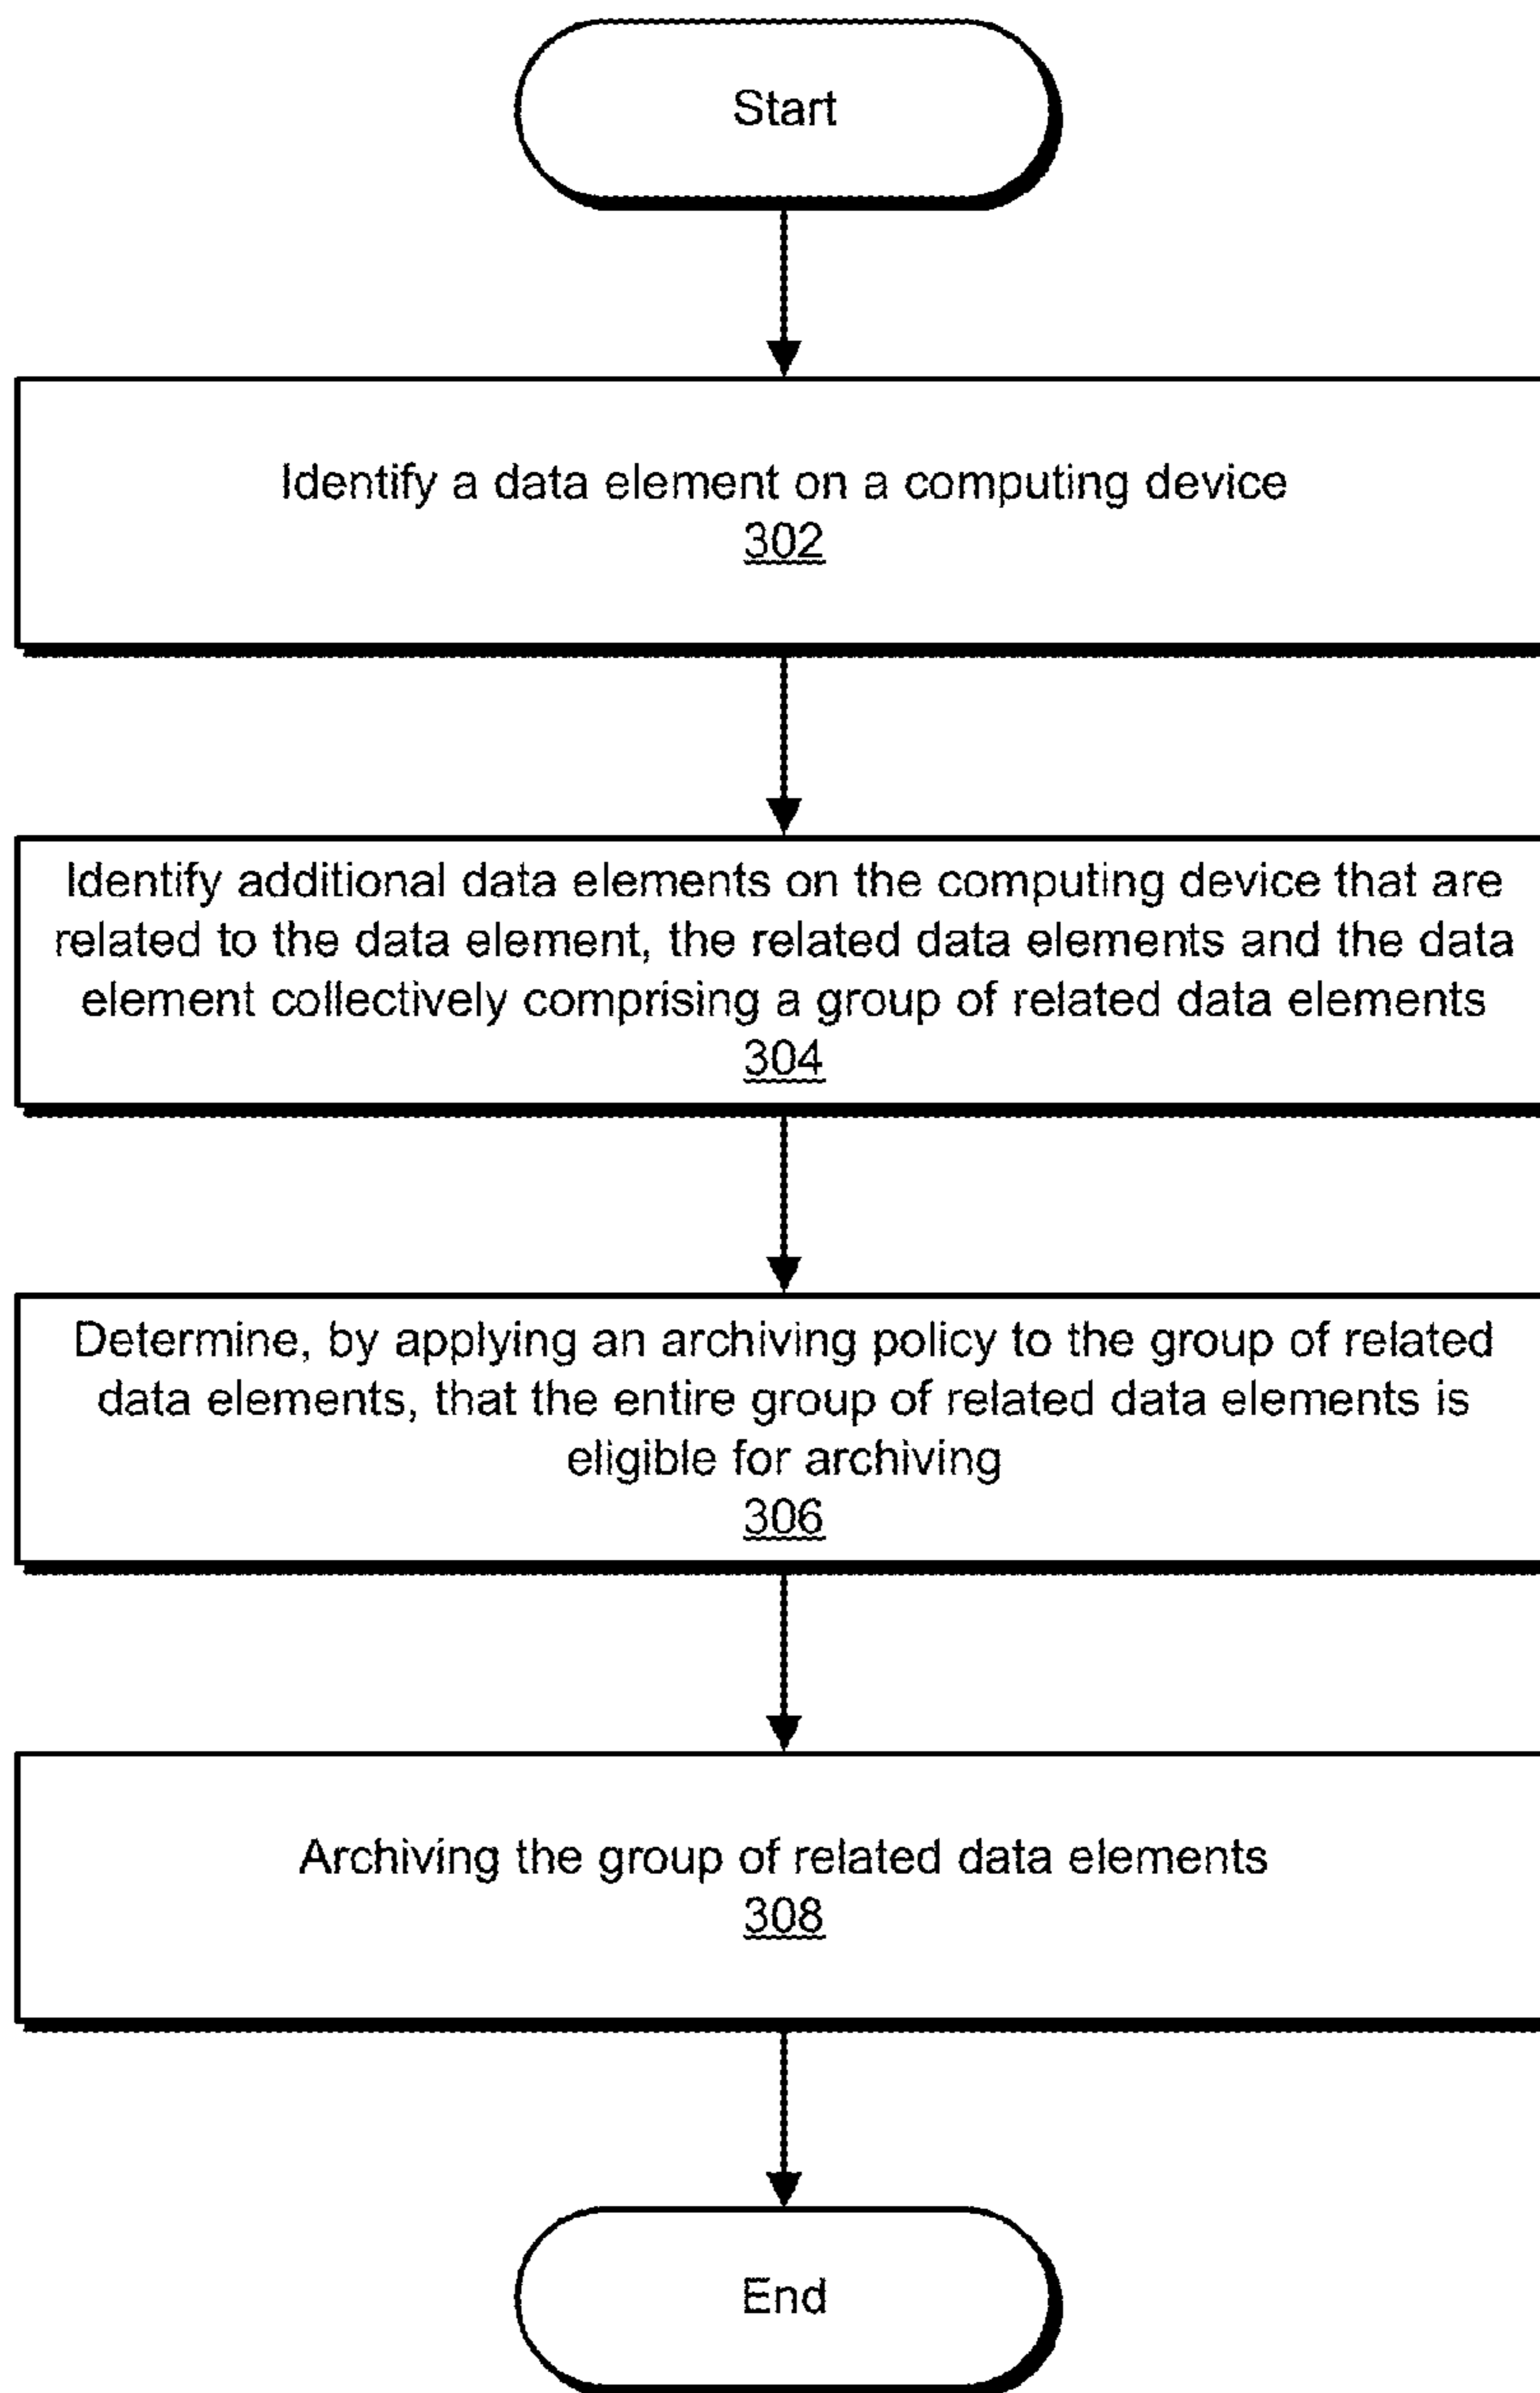 Start
Identify a data element on a computing device
302
Identify additional data elements on the computing device that are
related to the data element, the related data elements and the data
element collectively comprising a group of related data elements
304
Determine, by applying an archiving policy to the group of related
data elements, that the entire group of related data elements is
eligible for archiving
306
Archiving the group of related data elements
308
End